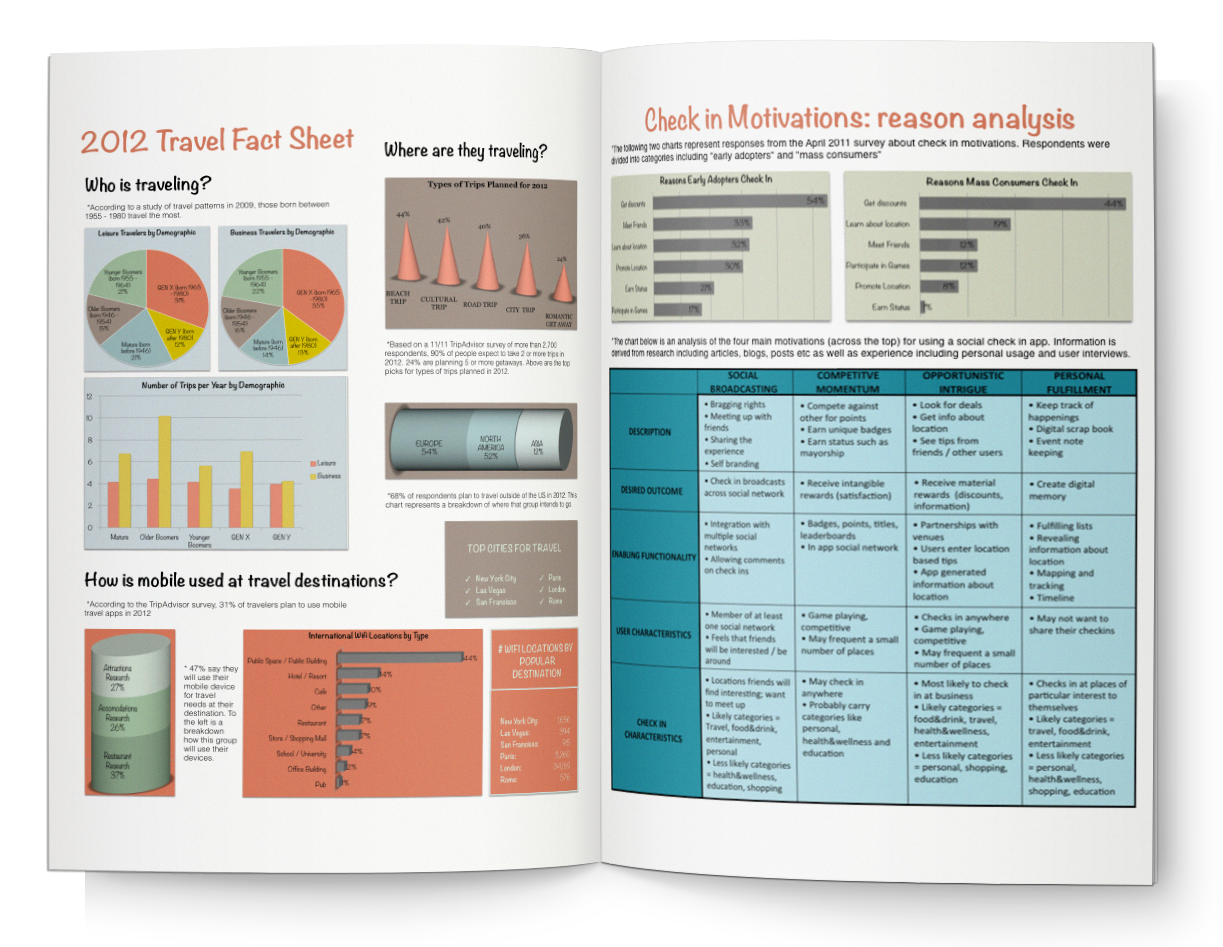 2012 Travel Fact Sheet
Who is traveling?
*According to a study of travel patterns in 2009, those born between
1955 - 1980 travel the most.
Leisure Travelers by Demographic
Younger Boomers
(born 1955 -
1964)
21%
GEN X (born 1965
-1980)
31%
Older Boomers
(born 1946 -
1954)
15%
Mature (born
before 1946)
21%
GEN Y (born
after 1980)
12%
Business Travelers by Demographic
Younger Boomers
(born 1955 -
1964)
22%
GEN X (born 1965
-1980)
35%
Older Boomers
(born 1946 -
1954)
16%
Mature (born
before 1946)
14%
GEN Y (born
after 1980)
13%
Number of Trips per Year by Demographic
12
10
8
6
4
2
0
Mature
Older Boomers
Younger
Boomers
GEN X
GEN Y
Leisure
Business
How is mobile used at travel destinations?
*According to the TripAdvisor survey, 31% of travelers plan to use mobile
travel apps in 2012
Attractions
Research
27%
Accomodations
Research
26%
Restaurant
Research
37%
* 47% say they
will use their
mobile device
for travel
needs at their
destination. To
the left is a
breakdown
how this group
will use their
devices.
International Wifi Locations by Type
Public Space / Public Building
44%
Hotel / Resort
Café
Other
Restaurant
Store / Shopping Mall
School / University
Office Building
Pub
Where are they traveling?
Types of Trips Planned for 2012
44%
42%
40%
36%
24%
BEACH
TRIP
CULTURAL
TRIP
ROAD TRIP
CITY TRIP
ROMANTIC
GET AWAY
*Based on a 11/11 TripAdvisor survey of more than 2,700
respondents, 90% of people expect to take 2 or more trips in
2012. 24% are planning 5 or more getaways. Above are the top
picks for types of trips planned in 2012.
EUROPE
54%
NORTH
AMERICA
52%
ASIA
12%
*68% of respondents plan to travel outside of the US in 2012. This
chart represents a breakdown of where that group intends to go.
TOP CITIES FOR TRAVEL
✓ New York City
✓ Las Vegas
✓ San Fransisco
✓ Paris
✓ London
✓ Rome
# WIFI LOCATIONS BY
POPULAR
DESTINATION
New York City:
Las Vegas:
San Fransisco:
Paris:
London:
Rome:
Check in Motivations: reason analysis
*The following two charts represent responses from the April 2011 survey about check in motivations. Respondents were
divided into categories including "early adopters" and "mass consumers"
Reasons Early Adopters Check In
Get discounts
54%
Meet Friends
33%
Learn about location
32%
Promote Location
30%
Earn Status
21%
Participate in Games
17%
Reasons Mass Consumers Check In
Get discounts
44%
Learn about location
19%
Meet Friends
12%
Participate in Games
12%
Promote Location
8%
Earn Status
*The chart below is an analysis of the four main motivations (across the top) for using a social check in app. Information is
derived from research including articles, blogs, posts etc as well as experience including personal usage and user interviews.
SOCIAL
BROADCASTING
COMPETITVE
MOMENTUM
OPPORTUNISTIC
INTRIGUE
PERSONAL
FULFILLMENT
DESCRIPTION
• Bragging rights
• Meeting up with
friends
• Sharing the
experience
• Self branding
• Compete against
other for points
• Earn unique badges
• Earn status such as
mayorship
• Look for deals
• Get info about
location
• See tips from
friends / other users
• Keep track of
happenings
• Digital scrap book
• Event note
keeping
DESIRED OUTCOME
• Check in broadcasts
across social network
• Receive intangible
rewards (satisfaction)
• Receive material
rewards (discounts,
information)
• Create digital
memory
ENABLING FUNCTIONALITY
• Integration with
multiple social
networks
• Allowing comments
on check ins
• Badges, points, titles,
leaderboards
• In app social network
• Partnerships with
venues
• Users enter location
based tips
• App generated
information about
location
• Fulfilling lists
• Revealing
information about
location
• Mapping and
tracking
• Timeline
USER CHARACTERISTICS
• Member of at least
one social network
• Feels that friends
will be interested / be
around
• Game playing,
competitive
• May frequent a small
number of places
• Checks in anywhere
• Game playing,
competitive
• May frequent a small
number of places
• May not want to
share their checkins
CHECK IN
CHARACTERISTICS
• Locations friends will
find interesting; want
to meet up
• Likely categories =
Travel, food&drink,
entertainment,
personal
• Less likely categories
= health&wellness,
education, shopping
• May check in
anywhere
• Probably carry
categories like
personal,
health&wellness and
education
• Most likely to check
in at business
• Likely categories =
food&drink, travel,
health&wellness,
entertainment
• Less likely categories
= personal, shopping,
education
• Checks in at places of
particular interest to
themselves
• Likely categories =
travel, food&drink,
entertainment
• Less likely categories
= personal,
health&wellness,
shopping, education